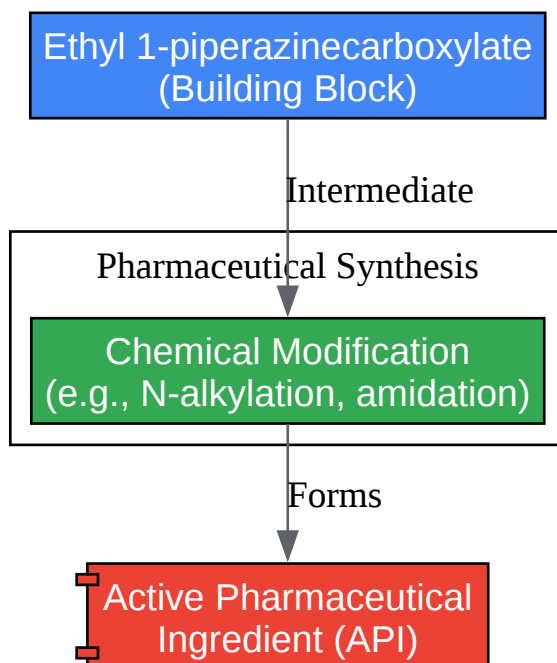 Ethyl 1-piperazinecarboxylate
(Building Block)
Intermediate
Pharmaceutical Synthesis
Chemical Modification
(e.g., N-alkylation, amidation)
Forms
Active Pharmaceutical
Ingredient (API)